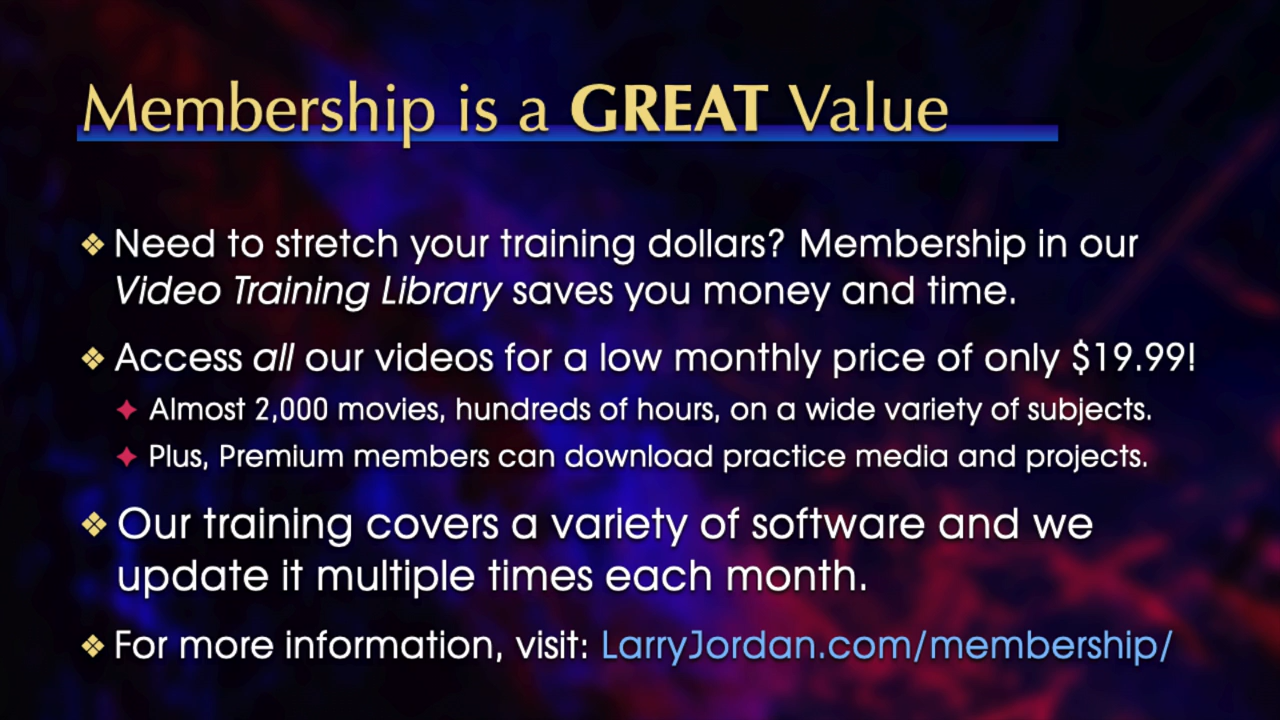 Membership is a GREAT Value
❖ Need to stretch your training dollars? Membership in our
Video Training Library saves you money and time.
❖ Access all our videos for a low monthly price of only $19.99!
✦ Almost 2,000 movies, hundreds of hours, on a wide variety of subjects.
✦ Plus, Premium members can download practice media and projects.
❖ Our training covers a variety of software and we
update it multiple times each month.
❖ For more information, visit: LarryJordan.com/membership/